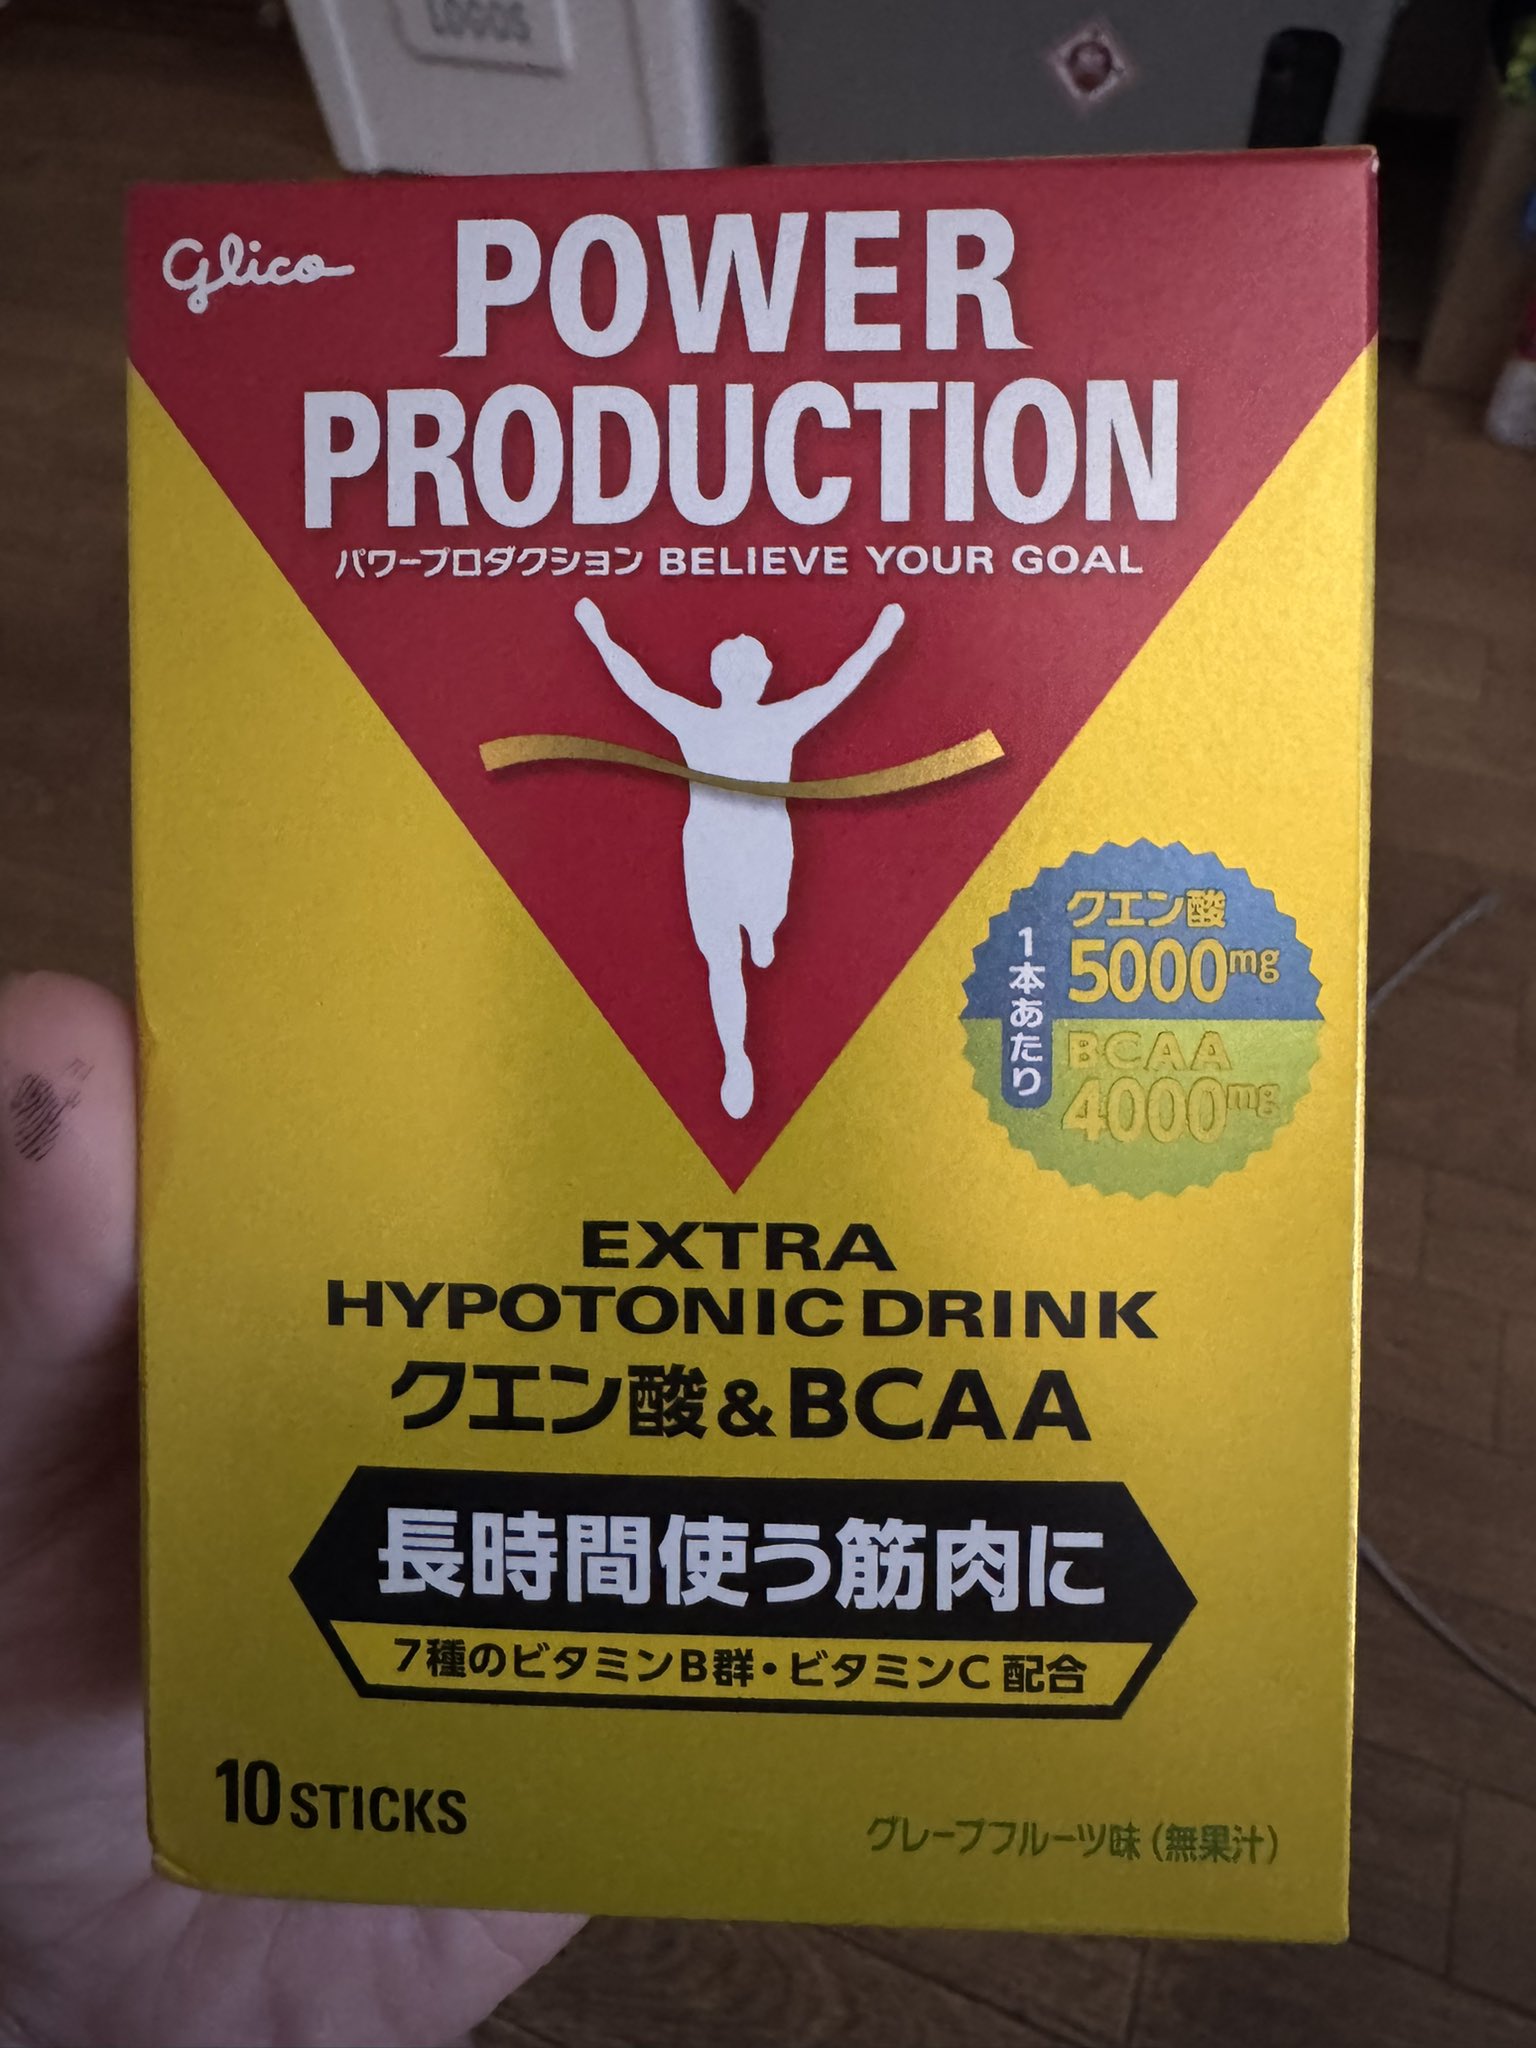 LOGOS
glico
POWER
PRODUCTION
パワープロダクション BELIEVE YOUR GOAL
1本あたり
クエン酸
5000mg
BCAA
4000mg
EXTRA
HYPOTONIC DRINK
クエン酸&BCAA
長時間使う筋肉に
7種のビタミンB群・ビタミンC 配合
10 STICKS
グレープフルーツ味(無果汁)